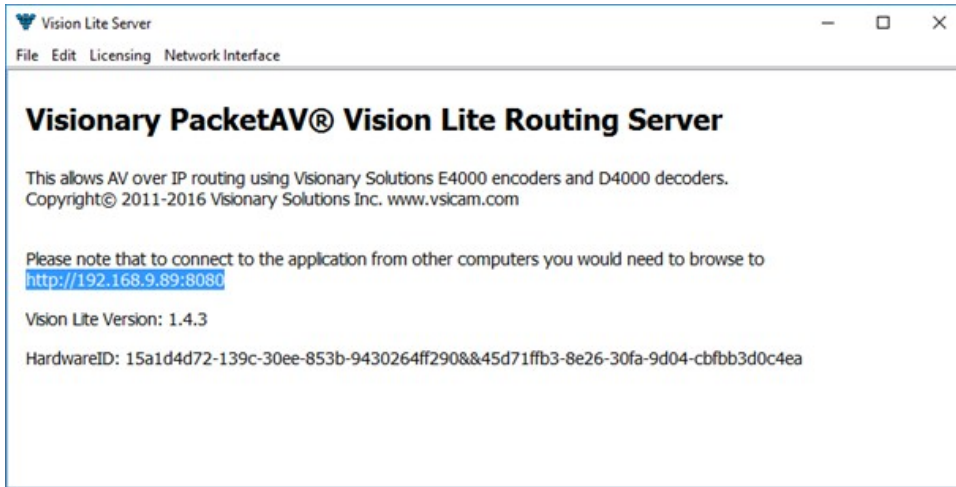 Vision Lite Server
File Edit Licensing Network Interface
Visionary PacketAV® Vision Lite Routing Server
This allows AV over IP routing using Visionary Solutions E4000 encoders and D4000 decoders.
Copyright© 2011-2016 Visionary Solutions Inc. www.vsicam.com
Please note that to connect to the application from other computers you would need to browse to
http://192.168.9.89:8080
Vision Lite Version: 1.4.3
HardwareID: 15a1d4d72-139c-30ee-853b-9430264ff290&&45d71ffb3-8e26-30fa-9d04-cbfbb3d0c4ea